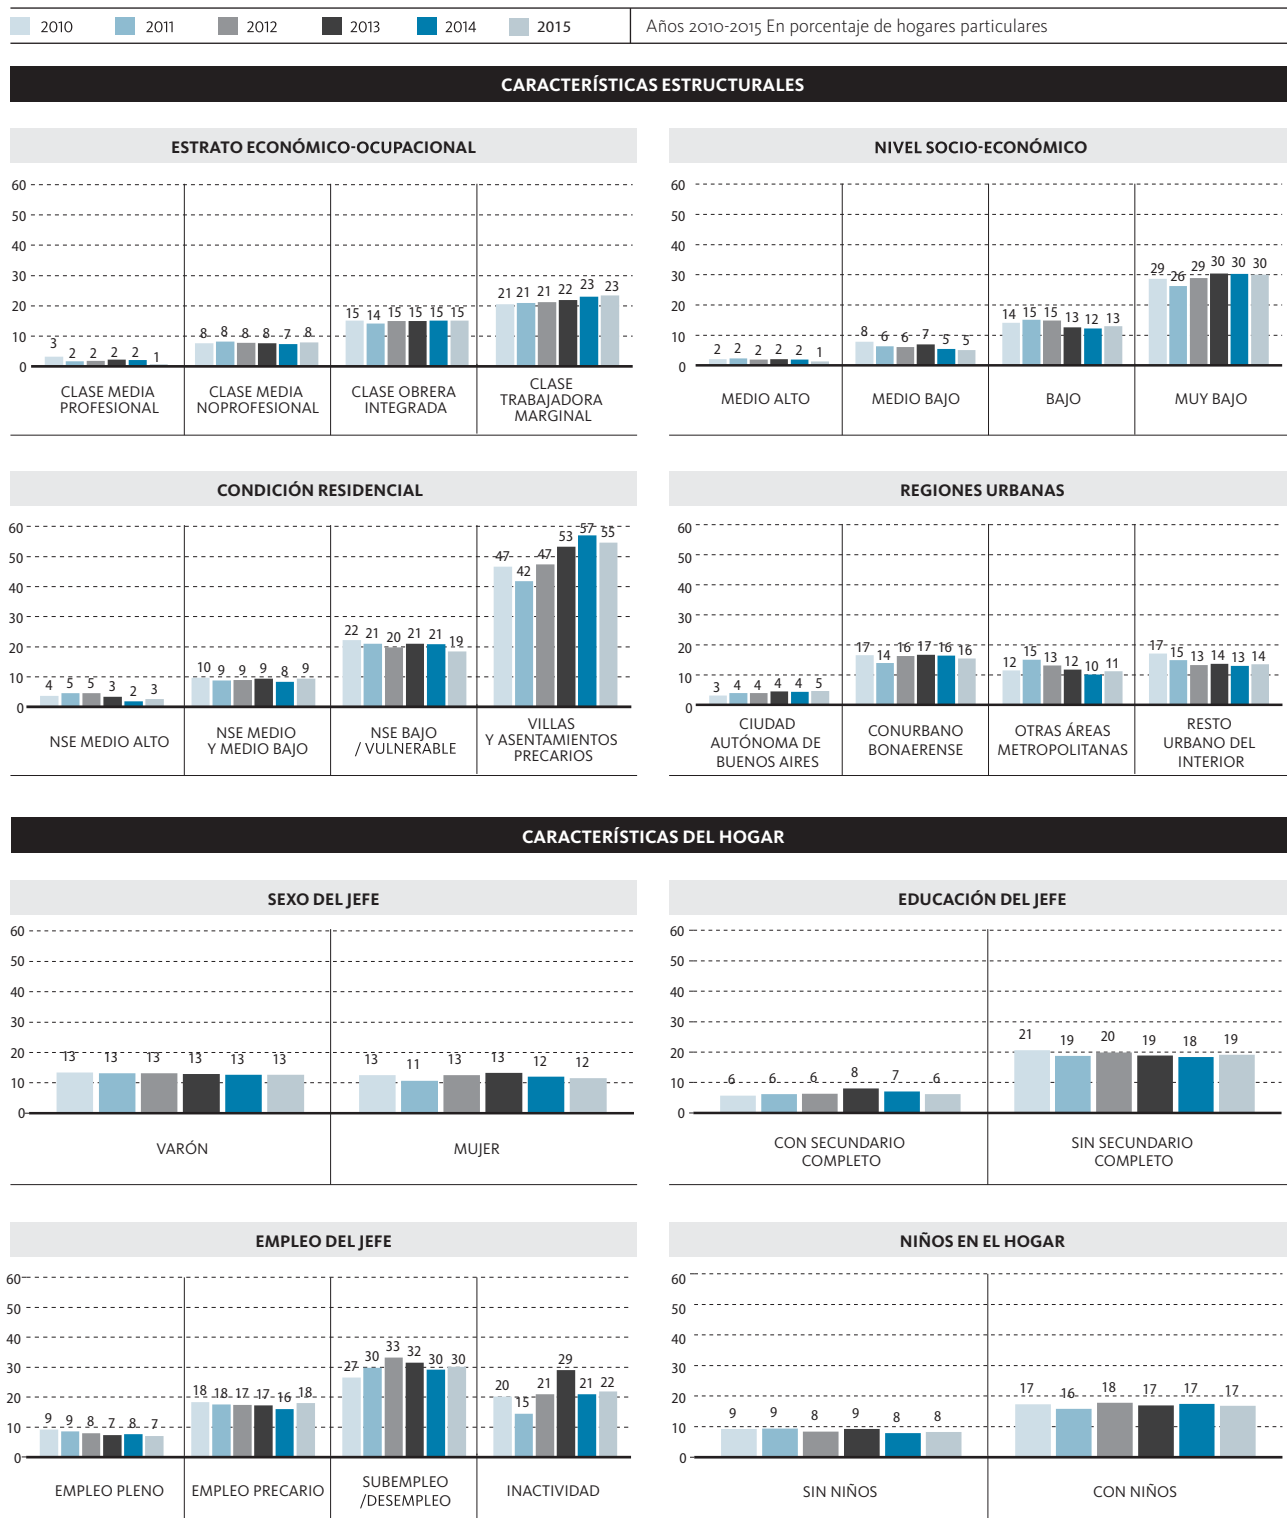 2010 2011 2012 2013 2014 2015 Años 2010-2015 En porcentaje de hogares particulares
CARACTERÍSTICAS ESTRUCTURALES
ESTRATO ECONÓMICO-OCUPACIONAL
60
50
40
30
20
10
0
3 2 2 2 2 1
8 8 8 8 7 8
15 14 15 15 15 15
21 21 21 22 23 23
CLASE MEDIA
PROFESIONAL
CLASE MEDIA
NOPROFESIONAL
CLASE OBRERA
INTEGRADA
CLASE
TRABAJADORA
MARGINAL
NIVEL SOCIO-ECONÓMICO
60
50
40
30
20
10
0
2 2 2 2 2 1
8 6 6 7 5 5
14 15 15 13 12 13
29 26 29 30 30 30
MEDIO ALTO
MEDIO BAJO
BAJO
MUY BAJO
CONDICIÓN RESIDENCIAL
60
50
40
30
20
10
0
4 5 5 3 2 3
10 9 9 9 8 9
22 21 20 21 21 19
47 42 47 53 57 55
NSE MEDIO ALTO
NSE MEDIO
Y MEDIO BAJO
NSE BAJO
/ VULNERABLE
VILLAS
Y ASENTAMIENTOS
PRECARIOS
REGIONES URBANAS
60
50
40
30
20
10
0
3 4 4 4 4 5
17 14 16 17 16 16
12 15 13 12 10 11
17 15 13 14 13 14
CIUDAD
AUTÓNOMA DE
BUENOS AIRES
CONURBANO
BONAERENSE
OTRAS ÁREAS
METROPOLITANAS
RESTO
URBANO DEL
INTERIOR
CARACTERÍSTICAS DEL HOGAR
SEXO DEL JEFE
60
50
40
30
20
10
0
13 13 13 13 13 13
13 11 13 13 12 12
VARÓN
MUJER
EDUCACIÓN DEL JEFE
60
50
40
30
20
10
0
6 6 6 8 7 6
21 19 20 19 18 19
CON SECUNDARIO
COMPLETO
SIN SECUNDARIO
COMPLETO
EMPLEO DEL JEFE
60
50
40
30
20
10
0
9 9 8 7 8 7
18 18 17 17 16 18
27 30 33 32 30 30
20 15 21 29 21 22
EMPLEO PLENO
EMPLEO PRECARIO
SUBEMPLEO
/DESEMPLEO
INACTIVIDAD
NIÑOS EN EL HOGAR
60
50
40
30
20
10
0
9 9 8 9 8 8
17 16 18 17 17 17
SIN NIÑOS
CON NIÑOS